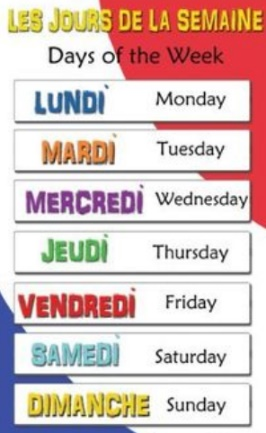 LES JOURS DE LA SEMAINE
Days of the Week
LUNDÌ Monday
MARDÌ Tuesday
MERCREDÌ Wednesday
JEUDÌ Thursday
VENDREDÌ Friday
SAMEDÌ Saturday
DIMANCHE Sunday